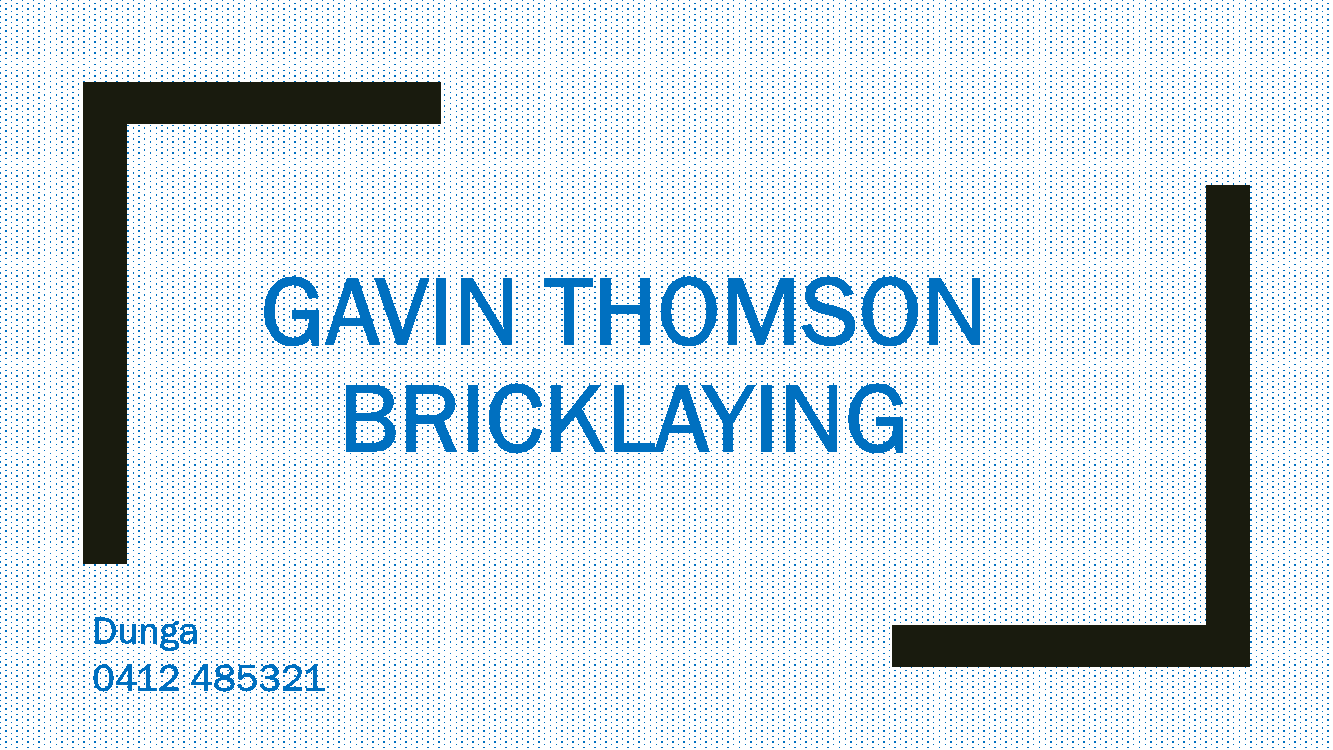 GAVIN THOMSON
BRICKLAYING
Dunga
0412 485321